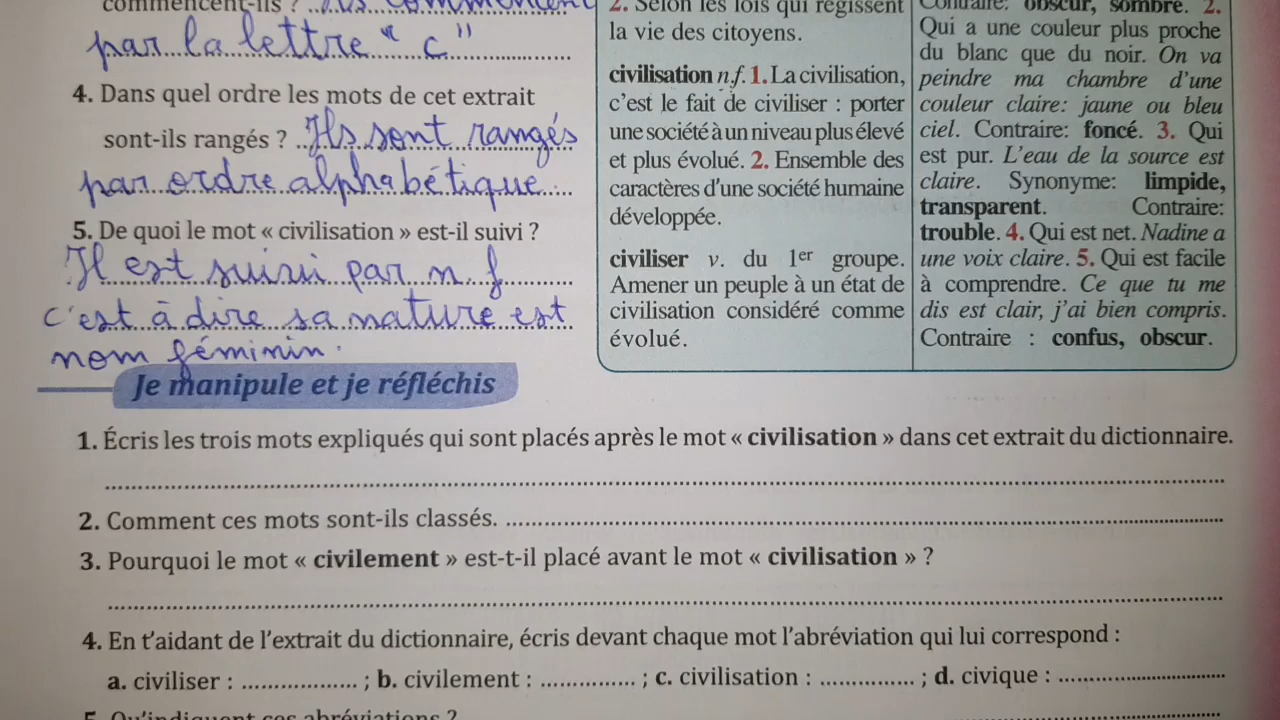 commencent-ils ? Ils commencent
par la lettre " c "
4. Dans quel ordre les mots de cet extrait
sont-ils rangés ? Ils sont rangés
par ordre alphabétique
5. De quoi le mot « civilisation » est-il suivi ?
Il est suivi par n. f
c'est à dire sa nature est
nom féminin.
2. Selon les lois qui régissent
la vie des citoyens.
civilisation n.f. 1. La civilisation,
c'est le fait de civiliser : porter
une société à un niveau plus élevé
et plus évolué. 2. Ensemble des
caractères d'une société humaine
développée.
civiliser v. du 1er groupe.
Amener un peuple à un état de
civilisation considéré comme
évolué.
Contraire: obscur, sombre. 2.
Qui a une couleur plus proche
du blanc que du noir. On va
peindre ma chambre d'une
couleur claire: jaune ou bleu
ciel. Contraire: foncé. 3. Qui
est pur. L'eau de la source est
claire. Synonyme: limpide,
transparent. Contraire:
trouble. 4. Qui est net. Nadine a
une voix claire. 5. Qui est facile
à comprendre. Ce que tu me
dis est clair, j'ai bien compris.
Contraire : confus, obscur.
Je manipule et je réfléchis
1. Écris les trois mots expliqués qui sont placés après le mot « civilisation » dans cet extrait du dictionnaire.
2. Comment ces mots sont-ils classés.
3. Pourquoi le mot « civilement » est-t-il placé avant le mot « civilisation » ?
4. En t'aidant de l'extrait du dictionnaire, écris devant chaque mot l'abréviation qui lui correspond :
a. civiliser : ................. ; b. civilement : .............. ; c. civilisation : .............. ; d. civique : .........................
5. Qu'indiquent ces abréviations ?